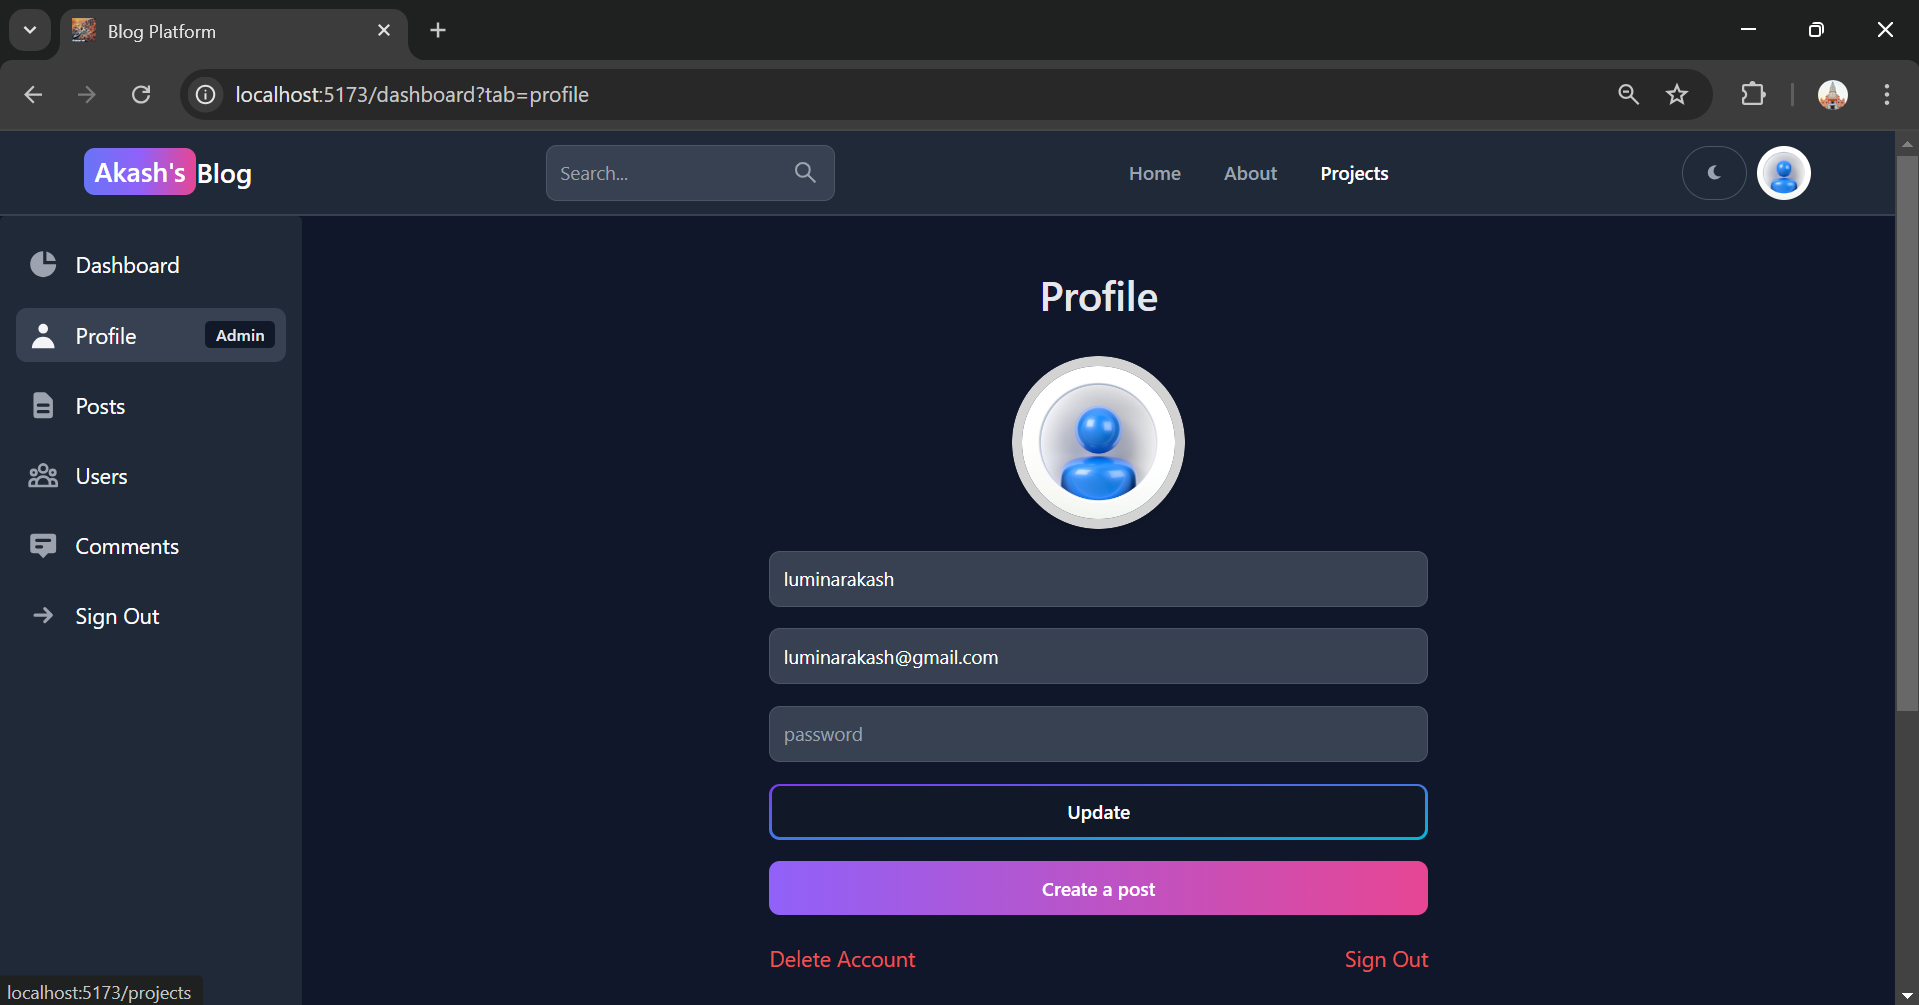 Blog Platform
localhost:5173/dashboard?tab=profile
Akash's Blog
Search...
Home About Projects
Dashboard
Profile Admin
Posts
Users
Comments
Sign Out
Profile
luminarakash
luminarakash@gmail.com
password
Update
Create a post
Delete Account Sign Out
localhost:5173/projects